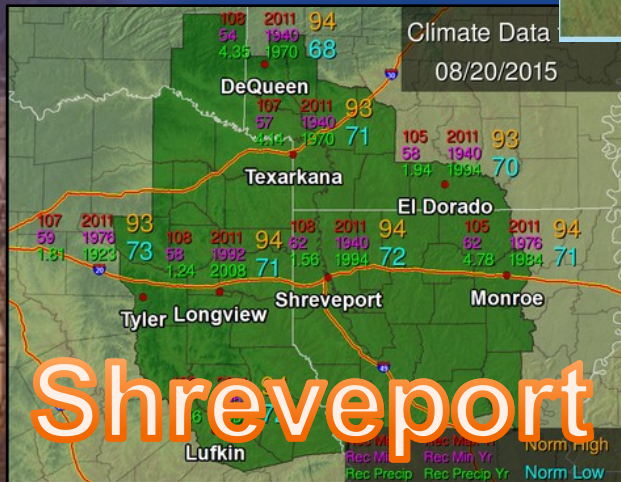 Climate Data
08/20/2015
108 2011 94
54 1940 68
4.35 1970
DeQueen
107 2011 93
57 1940 71
1970
Texarkana
105 2011 93
58 1940 70
1.94 1994
El Dorado
107 2011 93
59 1976 73
1.81 1923
Tyler
108 2011 94
58 1992 71
1.24 2008
Longview
108 2011 94
62 1940 72
1.56 1994
Shreveport
105 2011 94
62 1976 71
4.78 1984
Monroe
30
20
49
Shreveport
Lufkin
Norm High
Rec Min Yr
Rec Precip Rec Precip Yr Norm Low